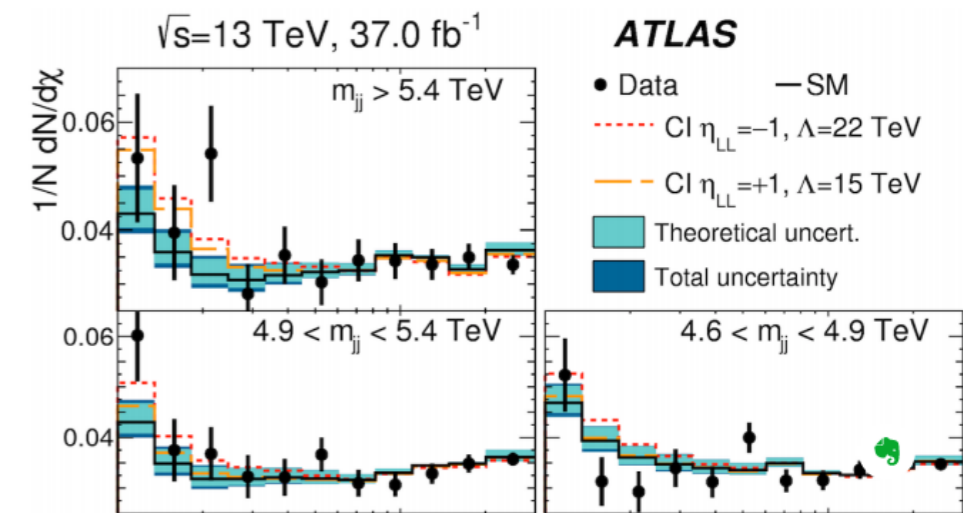 √s=13 TeV, 37.0 fb⁻¹
ATLAS
Data
SM
CI η_LL=−1, Λ=22 TeV
CI η_LL=+1, Λ=15 TeV
Theoretical uncert.
Total uncertainty
1/N dN/dχ
m_jj > 5.4 TeV
0.06
0.04
4.9 < m_jj < 5.4 TeV
0.06
0.04
4.6 < m_jj < 4.9 TeV